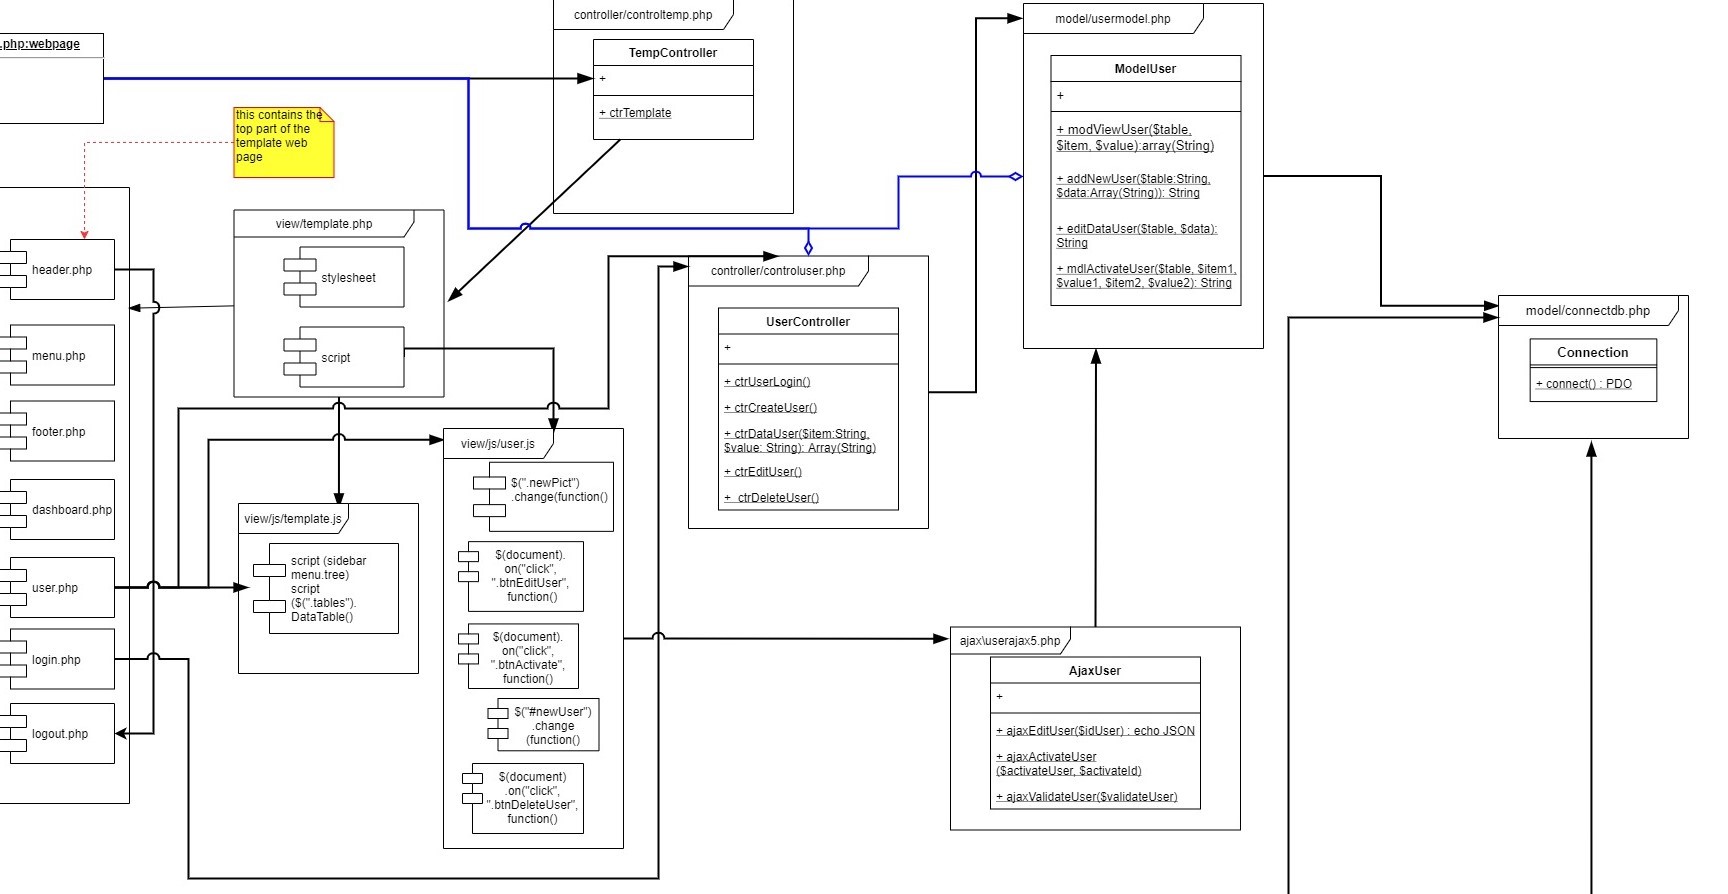 controller/controltemp.php
model/usermodel.php
.php:webpage
TempController
+
+ ctrTemplate
ModelUser
+
+ modViewUser($table,
$item, $value):array(String)
+ addNewUser($table:String,
$data:Array(String)): String
+ editDataUser($table, $data):
String
+ mdlActivateUser($table, $item1,
$value1, $item2, $value2): String
this contains the
top part of the
template web
page
view/template.php
stylesheet
script
header.php
menu.php
footer.php
dashboard.php
user.php
login.php
logout.php
controller/controluser.php
UserController
+
+ ctrUserLogin()
+ ctrCreateUser()
+ ctrDataUser($item:String,
$value: String): Array(String)
+ ctrEditUser()
+ ctrDeleteUser()
model/connectdb.php
Connection
+ connect() : PDO
view/js/template.js
script (sidebar
menu.tree)
script
($(".tables").
DataTable()
view/js/user.js
$(".newPict")
.change(function()
$(document).
on("click",
".btnEditUser",
function()
$(document).
on("click",
".btnActivate",
function()
$("#newUser")
.change
(function()
$(document)
.on("click",
".btnDeleteUser",
function()
ajax\userajax5.php
AjaxUser
+
+ ajaxEditUser($idUser) : echo JSON
+ ajaxActivateUser
($activateUser, $activateId)
+ ajaxValidateUser($validateUser)